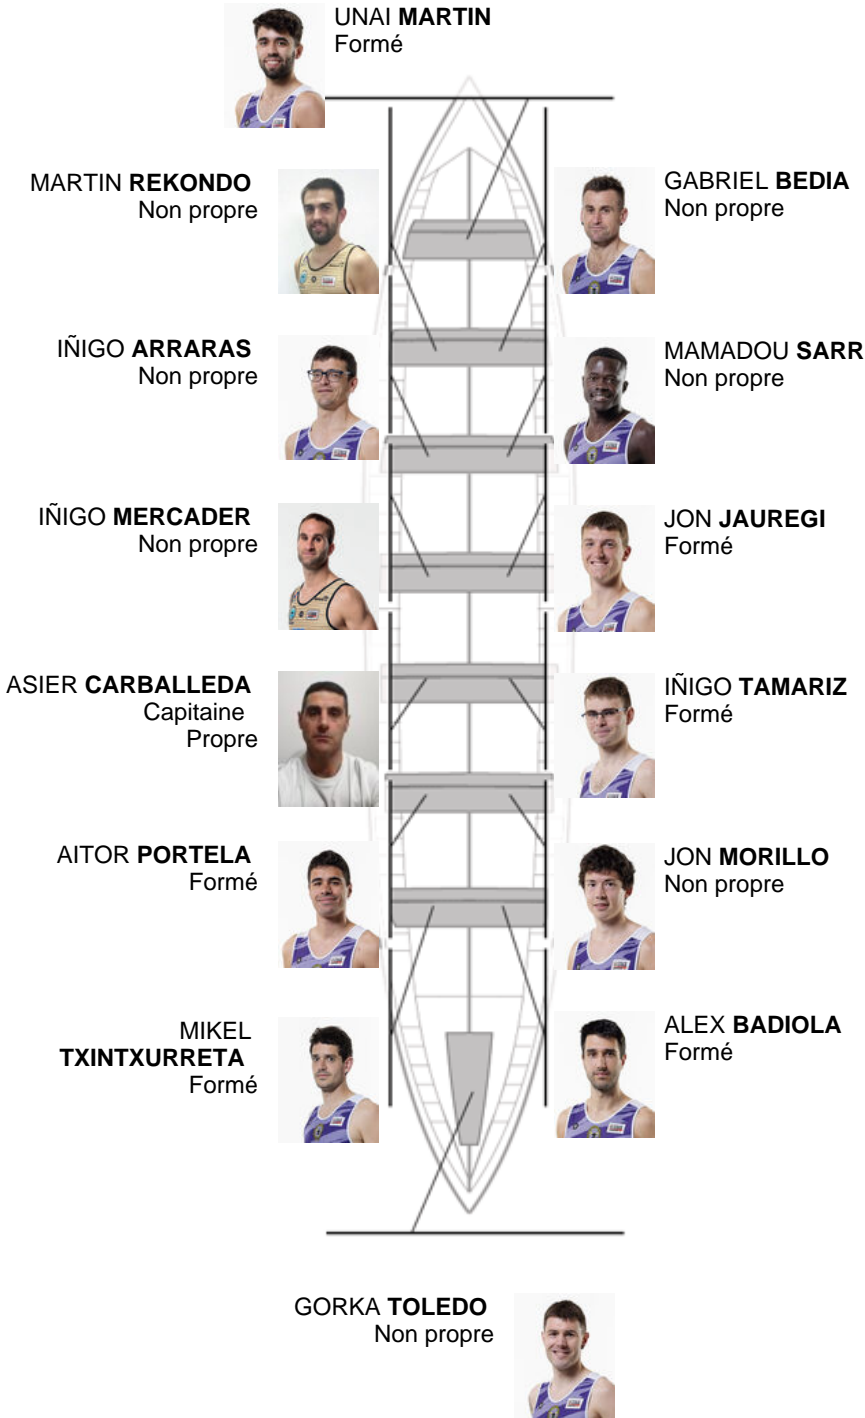 UNAI MARTIN
Formé
MARTIN REKONDO
Non propre
GABRIEL BEDIA
Non propre
IÑIGO ARRARAS
Non propre
MAMADOU SARR
Non propre
IÑIGO MERCADER
Non propre
JON JAUREGI
Formé
ASIER CARBALLEDA
Capitaine
Propre
IÑIGO TAMARIZ
Formé
AITOR PORTELA
Formé
JON MORILLO
Non propre
MIKEL
TXINTXURRETA
Formé
ALEX BADIOLA
Formé
GORKA TOLEDO
Non propre